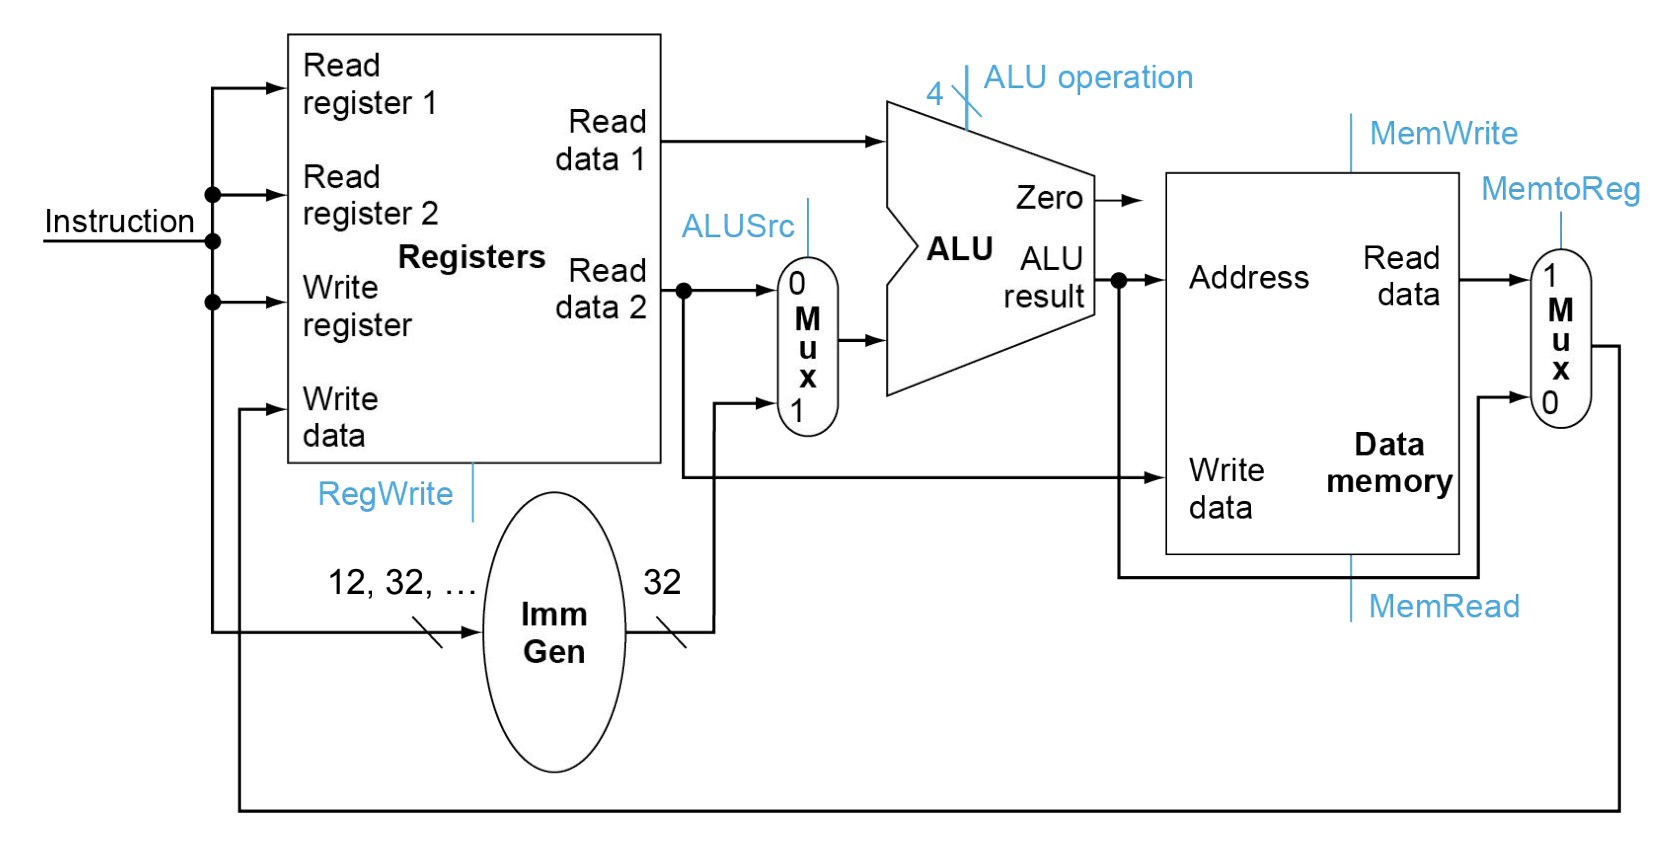 Instruction
Read
register 1
Read
register 2
Write
register
Write
data
Registers
Read
data 1
Read
data 2
RegWrite
12, 32, …
Imm
Gen
32
ALUSrc
0
M
u
x
1
4
ALU operation
ALU
Zero
ALU
result
MemWrite
Address
Write
data
Read
data
Data
memory
MemRead
MemtoReg
1
M
u
x
0